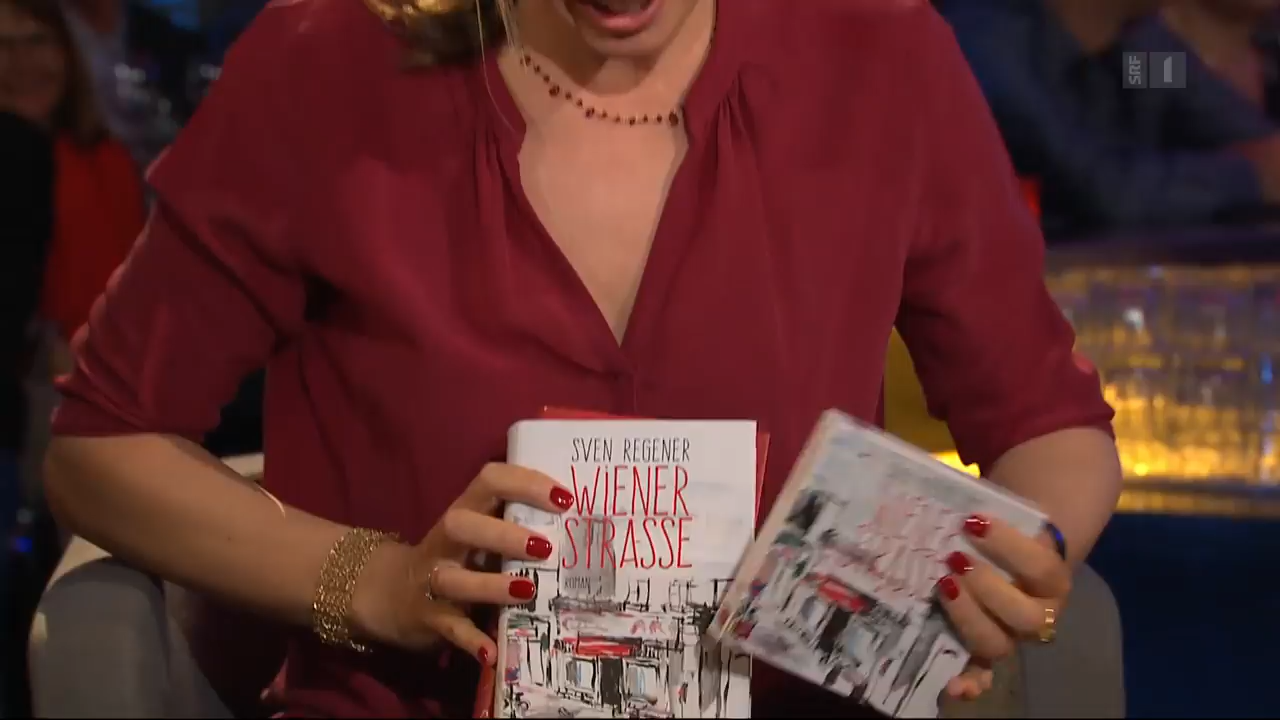 SRF 1
SVEN REGENER
WIENER
STRASSE
ROMAN